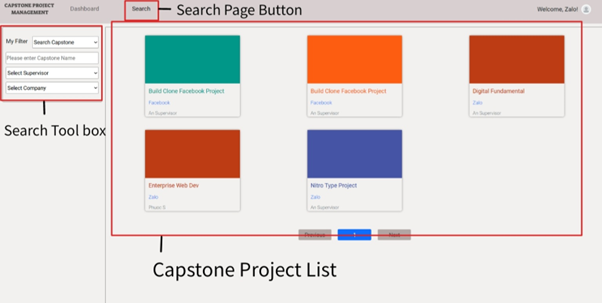 CAPSTONE PROJECT
MANAGEMENT
Dashboard
Search
Search Page Button
Welcome, Zalo!
My Filter
Search Capstone
Please enter Capstone Name
Select Supervisor
Select Company
Search Tool box
Build Clone Facebook Project
Facebook
An Supervisor
Build Clone Facebook Project
Facebook
An Supervisor
Digital Fundamental
Zalo
An Supervisor
Enterprise Web Dev
Zalo
Nitro Type Project
Zalo
An Supervisor
Previous
1
Next
Capstone Project List